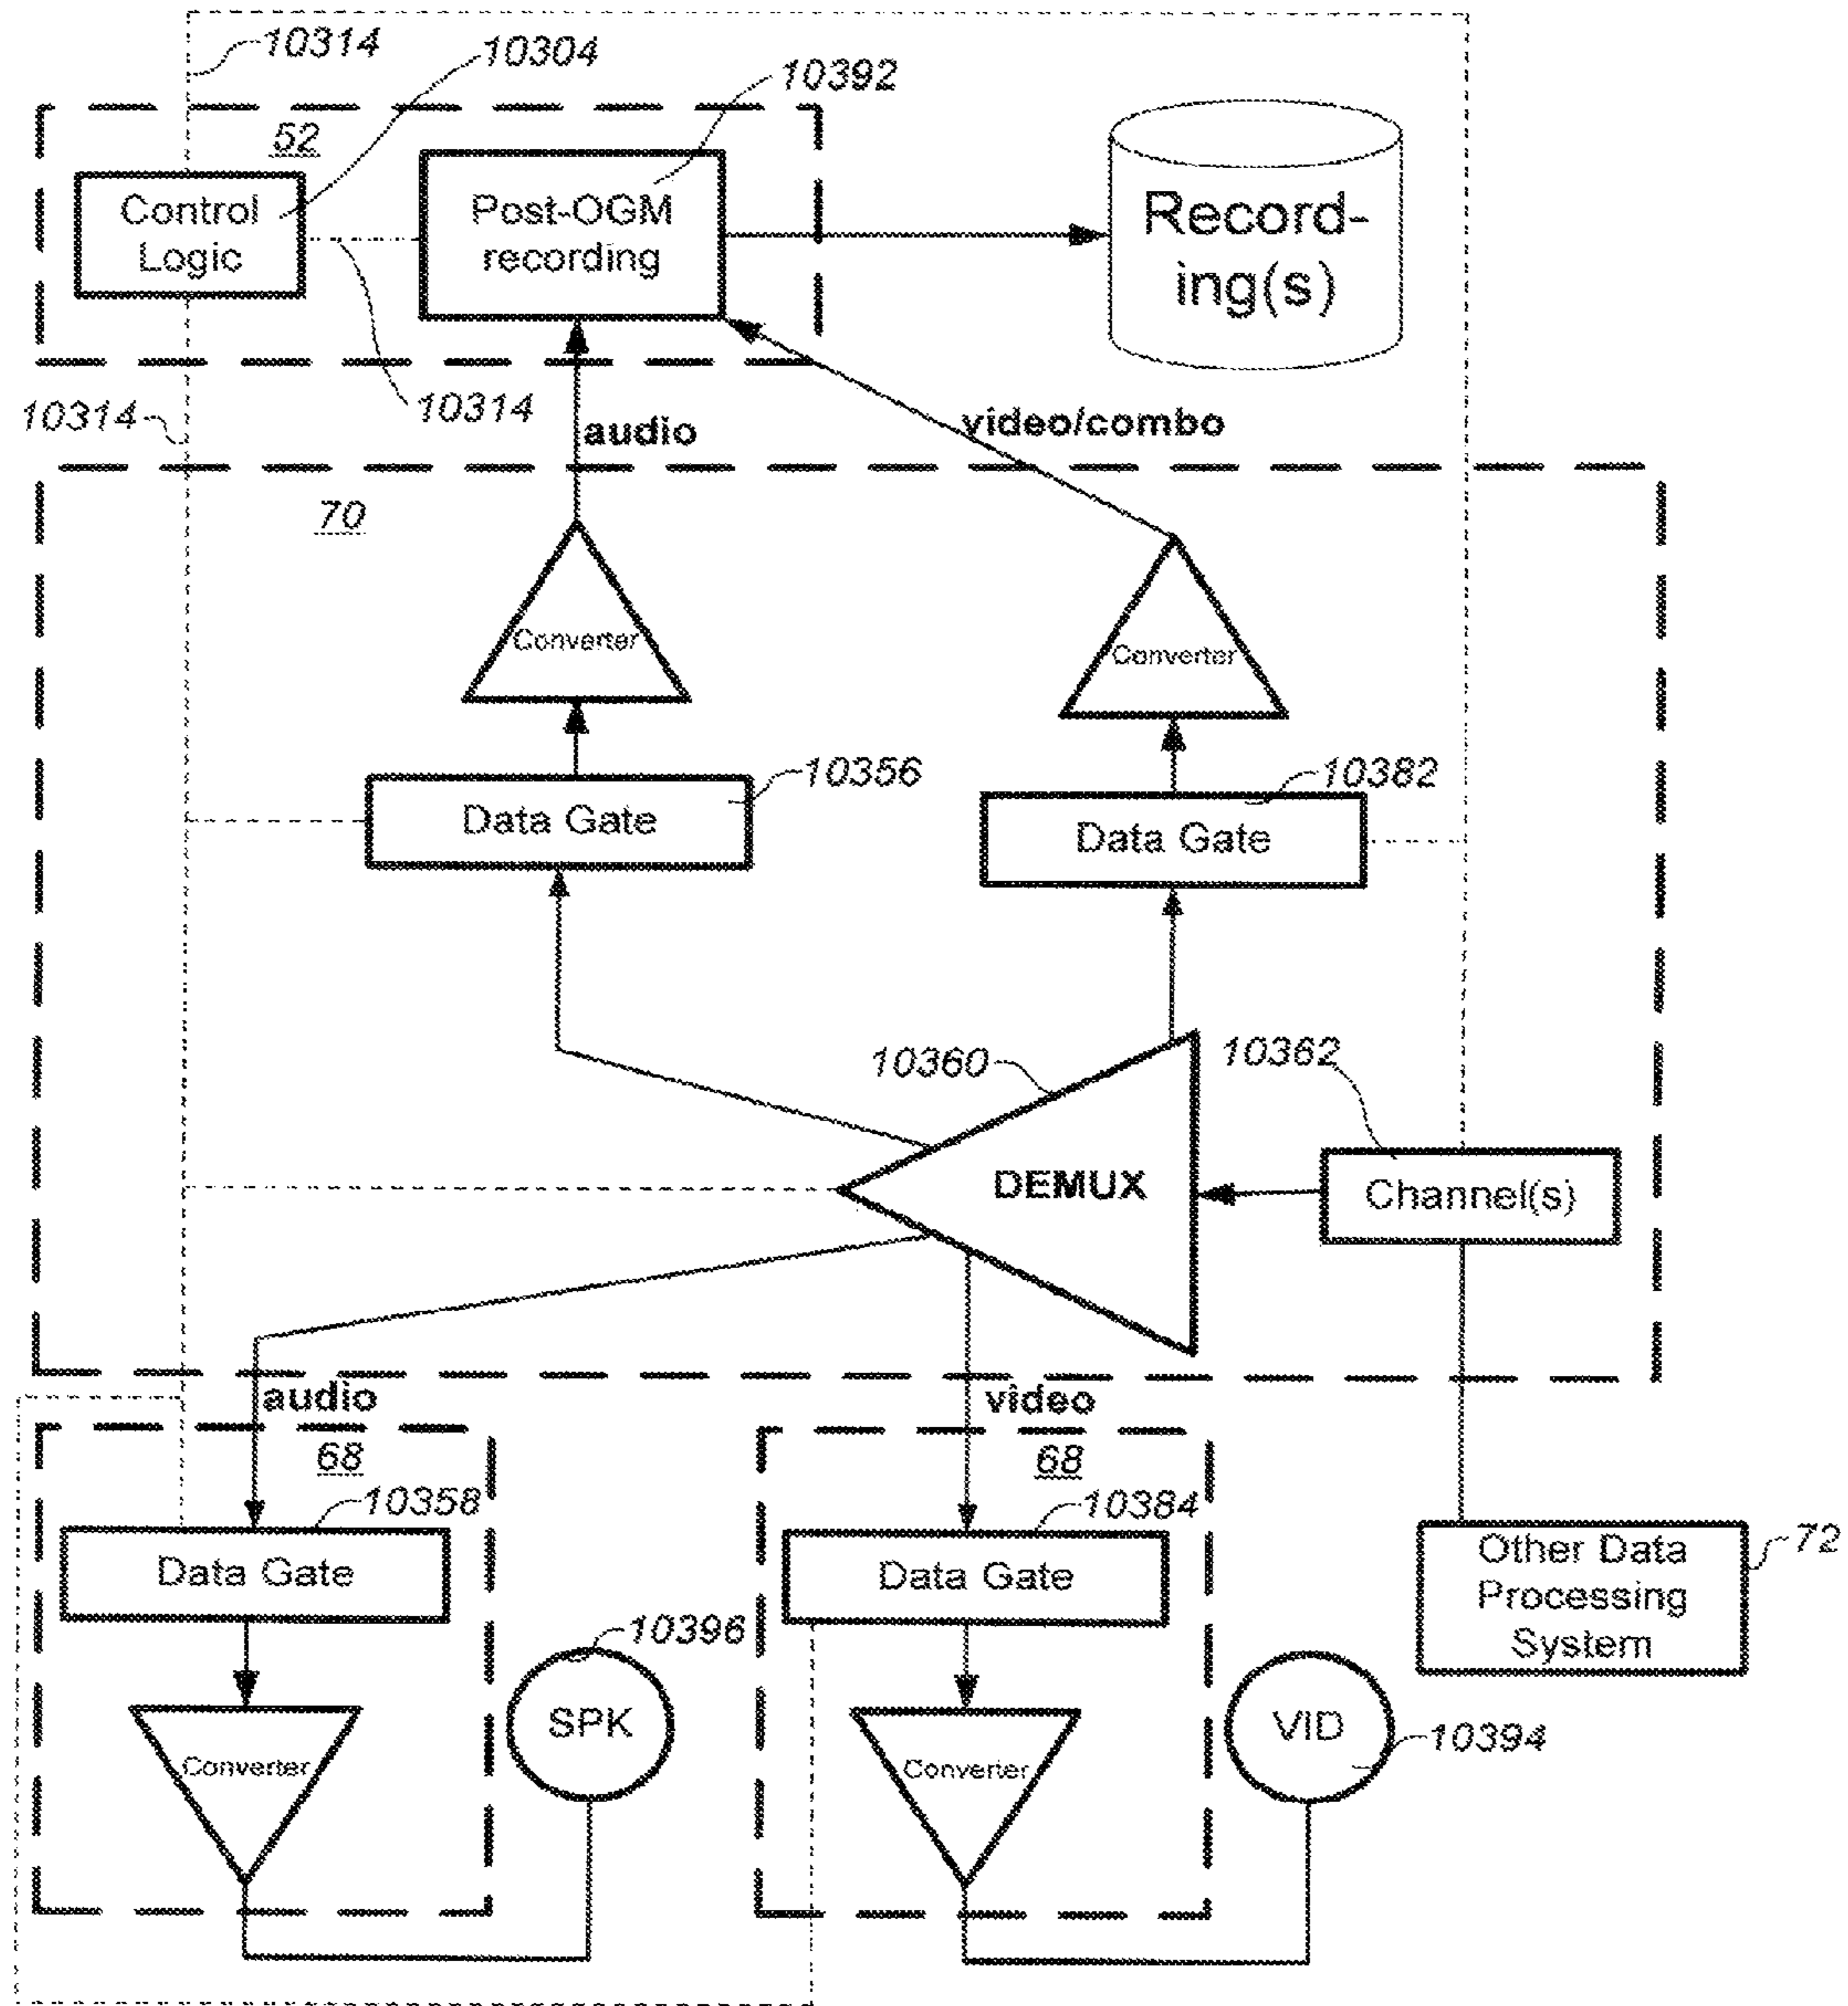 10314
10304
10392
52
Control
Logic
Post-OGM
recording
Record-
ing(s)
10314
10314
audio
video/combo
70
Converter
Converter
10356
10382
Data Gate
Data Gate
10360
10362
DEMUX
Channel(s)
audio
video
68
68
10358
10384
Data Gate
Data Gate
Other Data
Processing
System
72
10396
SPK
VID
10394
Converter
Converter